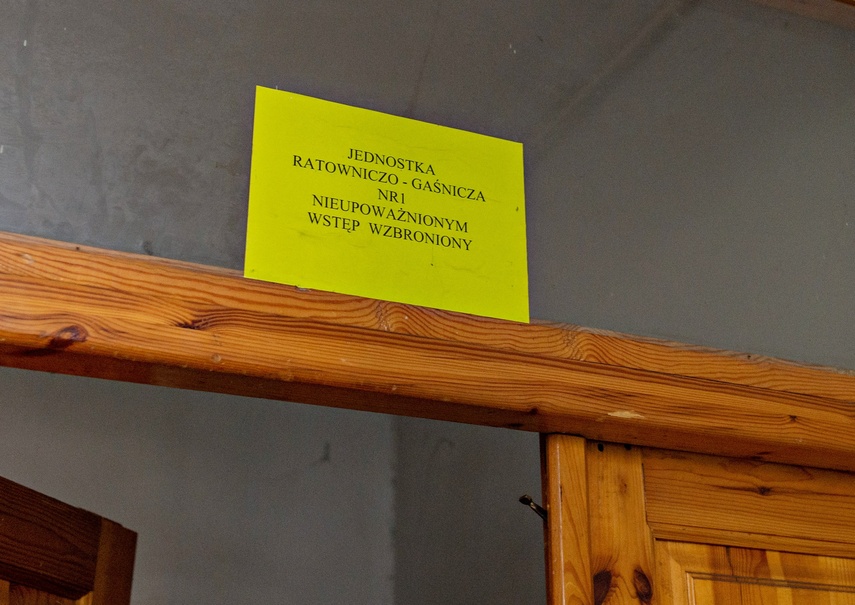 JEDNOSTKA
RATOWNICZO - GAŚNICZA
NR1
NIEUPOWAŻNIONYM
WSTĘP WZBRONIONY